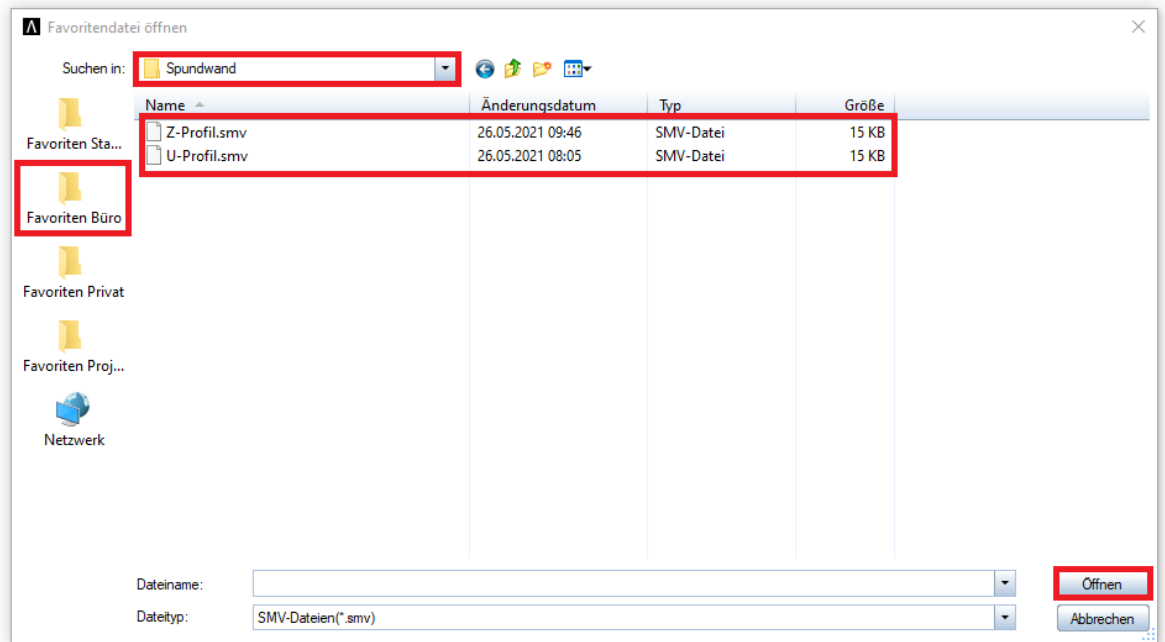 Favoritendatei öffnen
Suchen in: Spundwand
Name Änderungsdatum Typ Größe
Z-Profil.smv 26.05.2021 09:46 SMV-Datei 15 KB
U-Profil.smv 26.05.2021 08:05 SMV-Datei 15 KB
Favoriten Sta...
Favoriten Büro
Favoriten Privat
Favoriten Proj...
Netzwerk
Dateiname: Öffnen
Dateityp: SMV-Dateien(*.smv) Abbrechen